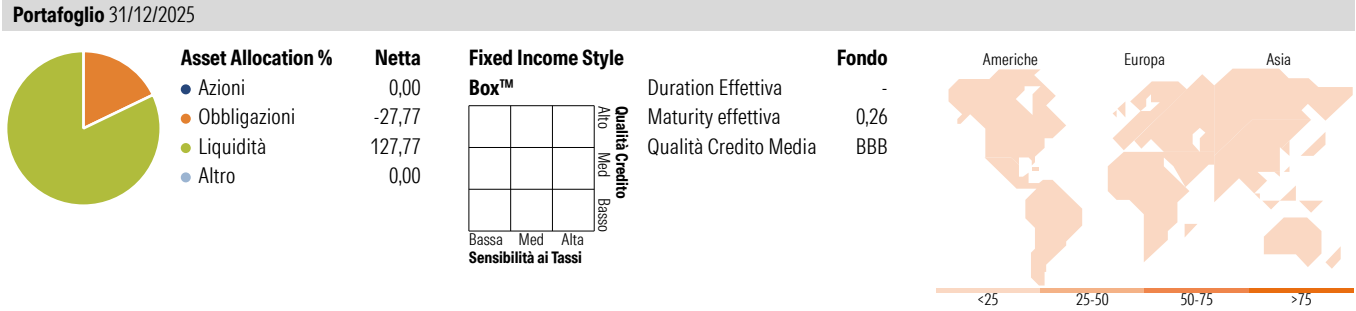 Portafoglio 31/12/2025
Asset Allocation % Netta
Azioni 0,00
Obbligazioni -27,77
Liquidità 127,77
Altro 0,00
Fixed Income Style
Box™
Alto Med Basso
Qualità Credito
Bassa Med Alta
Sensibilità ai Tassi
Fondo
Duration Effettiva -
Maturity effettiva 0,26
Qualità Credito Media BBB
Americhe Europa Asia
<25 25-50 50-75 >75